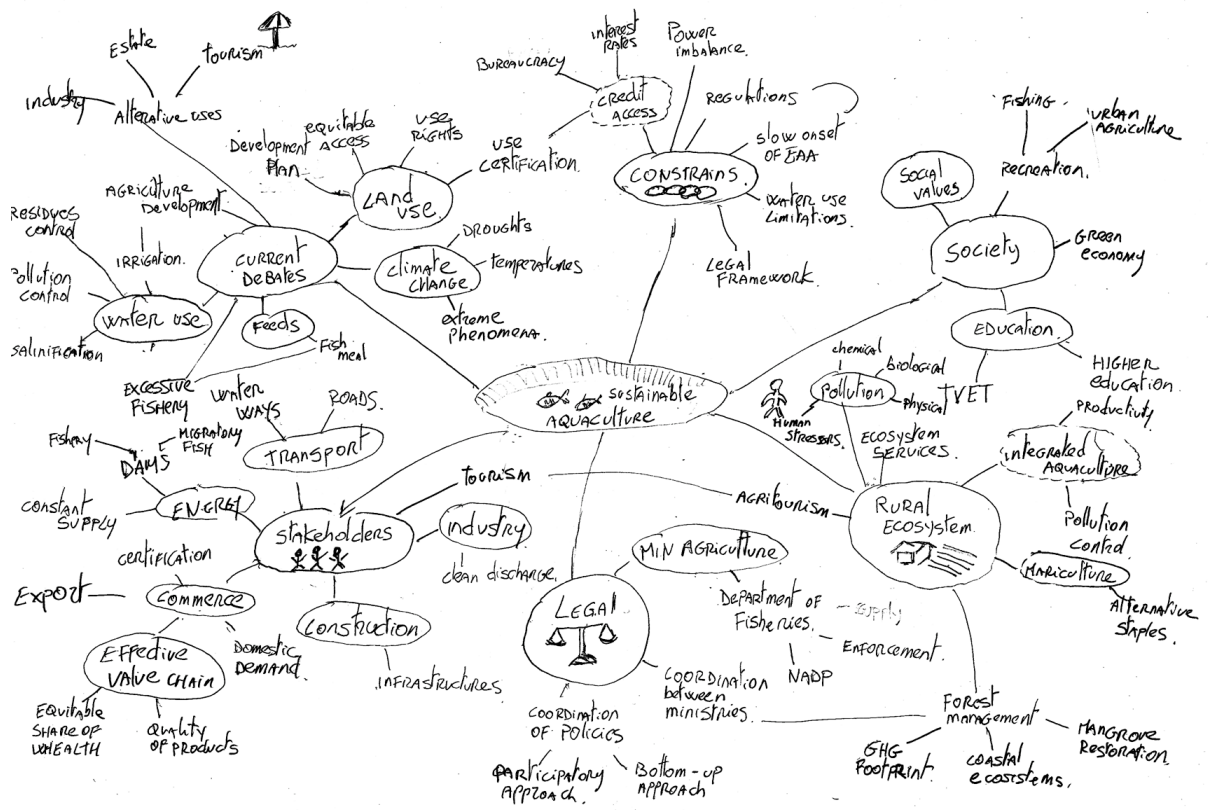 Estate
tourism
Industry
Alterative uses
BUREAUCRACY
interest
RATES
POWER
imbalance.
CREDIT
ACCESS
REGULATIONS
SLOW ONSET
OF EAA
CONSTRAINS
WATER USE
LIMITATIONS.
LEGAL
FRAMEWORK
Development
PLAN
equitable
ACCESS
USE
RIGHTS
USE
CERTIFICATION.
LAND
USE.
Fishing
URBAN
AGRICULTURE
RECREATION.
SOCIAL
VALUES
SOCIETY
GREEN
economy
EDUCATION
TVET
HIGHER
education.
RESIDUES
CONTROL
AGRICULTURE
Development.
IRRIGATION.
Pollution
CONTROL
WATER USE
SALINIFICATION
CURRENT
DEBATES
FEEDS
Fish
meal
EXCESSIVE
FISHERY
CLIMATE
CHANGE
DROUGHTS
temperatures
extreme
PHENOMENA.
SUSTAINABLE
AQUACULTURE
chemical
biological
Pollution
Physical
HUMAN
STRESSORS.
ECOSYSTEM
SERVICES.
PRODUCTIVITY
INtegrated
AQUACULTURE
Pollution
control.
RURAL
ECOSYSTEM.
AGRITOURISM
MARICULTURE
ALTERNATIVE
STAPLES.
WATER
WAYS
ROADS.
TRANSPORT
Fishery
MIGRATORY
FISH
DAMS
CONSTANT
SUPPLY
ENERGY
StakeholderS
tourism
INDUSTRY
clean discharge.
CERTIFICATION
EXPORT
COMMERCE
Domestic
DEMAND.
Effective
VALUE CHAIN
EQUITABLE
SHARE OF
WHEALTH
QUALITY
OF PRODUCTS
CONSTRUCTION
INFRASTRUCTURES
LEGAL
MIN AGRICULTURE
DEPARTMENT OF
FISHERIES.
Supply
ENFORCEMENT.
NADP
COORDINATION
between
ministries.
COORDINATION
OF POLICIES
PARTICIPATORY
APPROACH.
BOTTOM-UP
APPROACH
FOREST
management
GHG
FOOTPRINT.
COASTAL
ecosistems.
MANGROVE
RESTORATION.